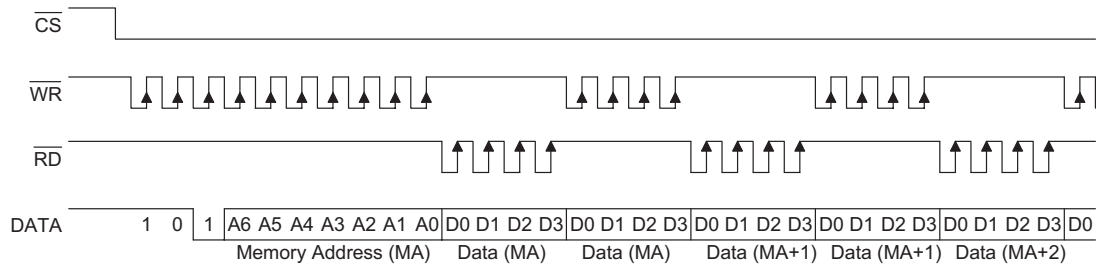 CS
WR
RD
DATA 1 0 1 A6 A5 A4 A3 A2 A1 A0 D0 D1 D2 D3 D0 D1 D2 D3 D0 D1 D2 D3 D0 D1 D2 D3 D0 D1 D2 D3 D0
Memory Address (MA) Data (MA) Data (MA) Data (MA+1) Data (MA+1) Data (MA+2)